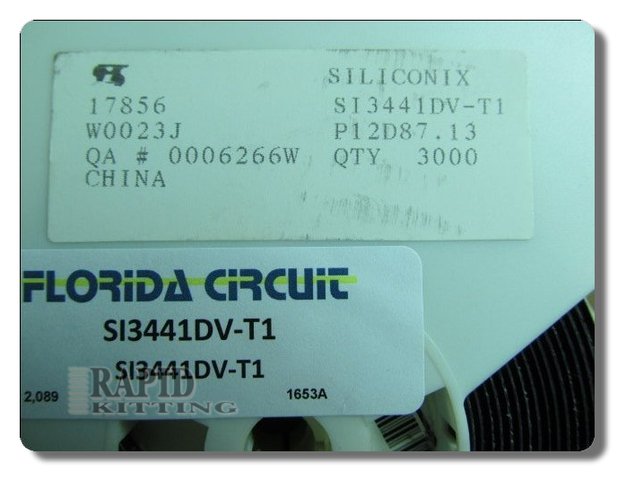 SILICONIX
17856 SI3441DV-T1
W0023J P12D87.13
QA # 0006266W QTY 3000
CHINA
FLORIDA CIRCUIT
SI3441DV-T1
SI3441DV-T1
RAPID
KITTING
2,089 1653A